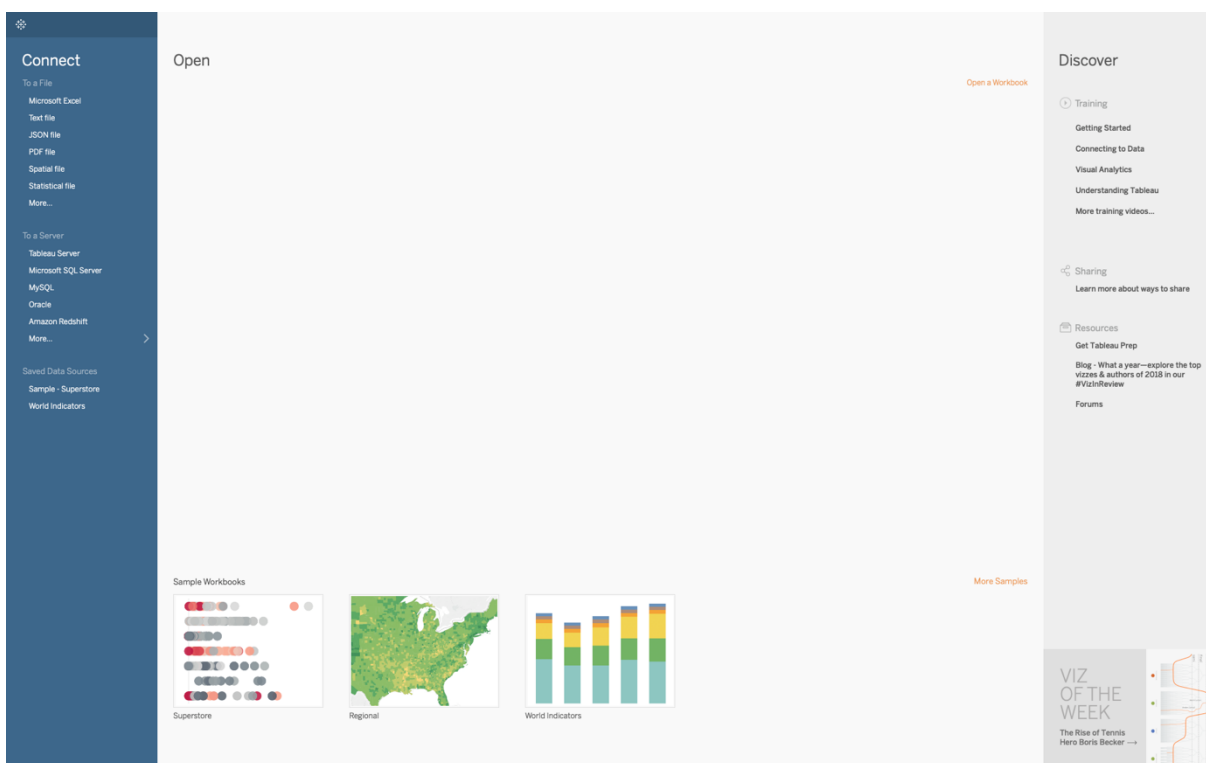 Connect
To a File
Microsoft Excel
Text file
JSON file
PDF file
Spatial file
Statistical file
More...
To a Server
Tableau Server
Microsoft SQL Server
MySQL
Oracle
Amazon Redshift
More...
Saved Data Sources
Sample - Superstore
World Indicators
Open
Open a Workbook
Sample Workbooks
More Samples
Superstore
Regional
World Indicators
Discover
Training
Getting Started
Connecting to Data
Visual Analytics
Understanding Tableau
More training videos...
Sharing
Learn more about ways to share
Resources
Get Tableau Prep
Blog - What a year—explore the top
vizzes & authors of 2018 in our
#VizInReview
Forums
VIZ
OF THE
WEEK
The Rise of Tennis
Hero Boris Becker →